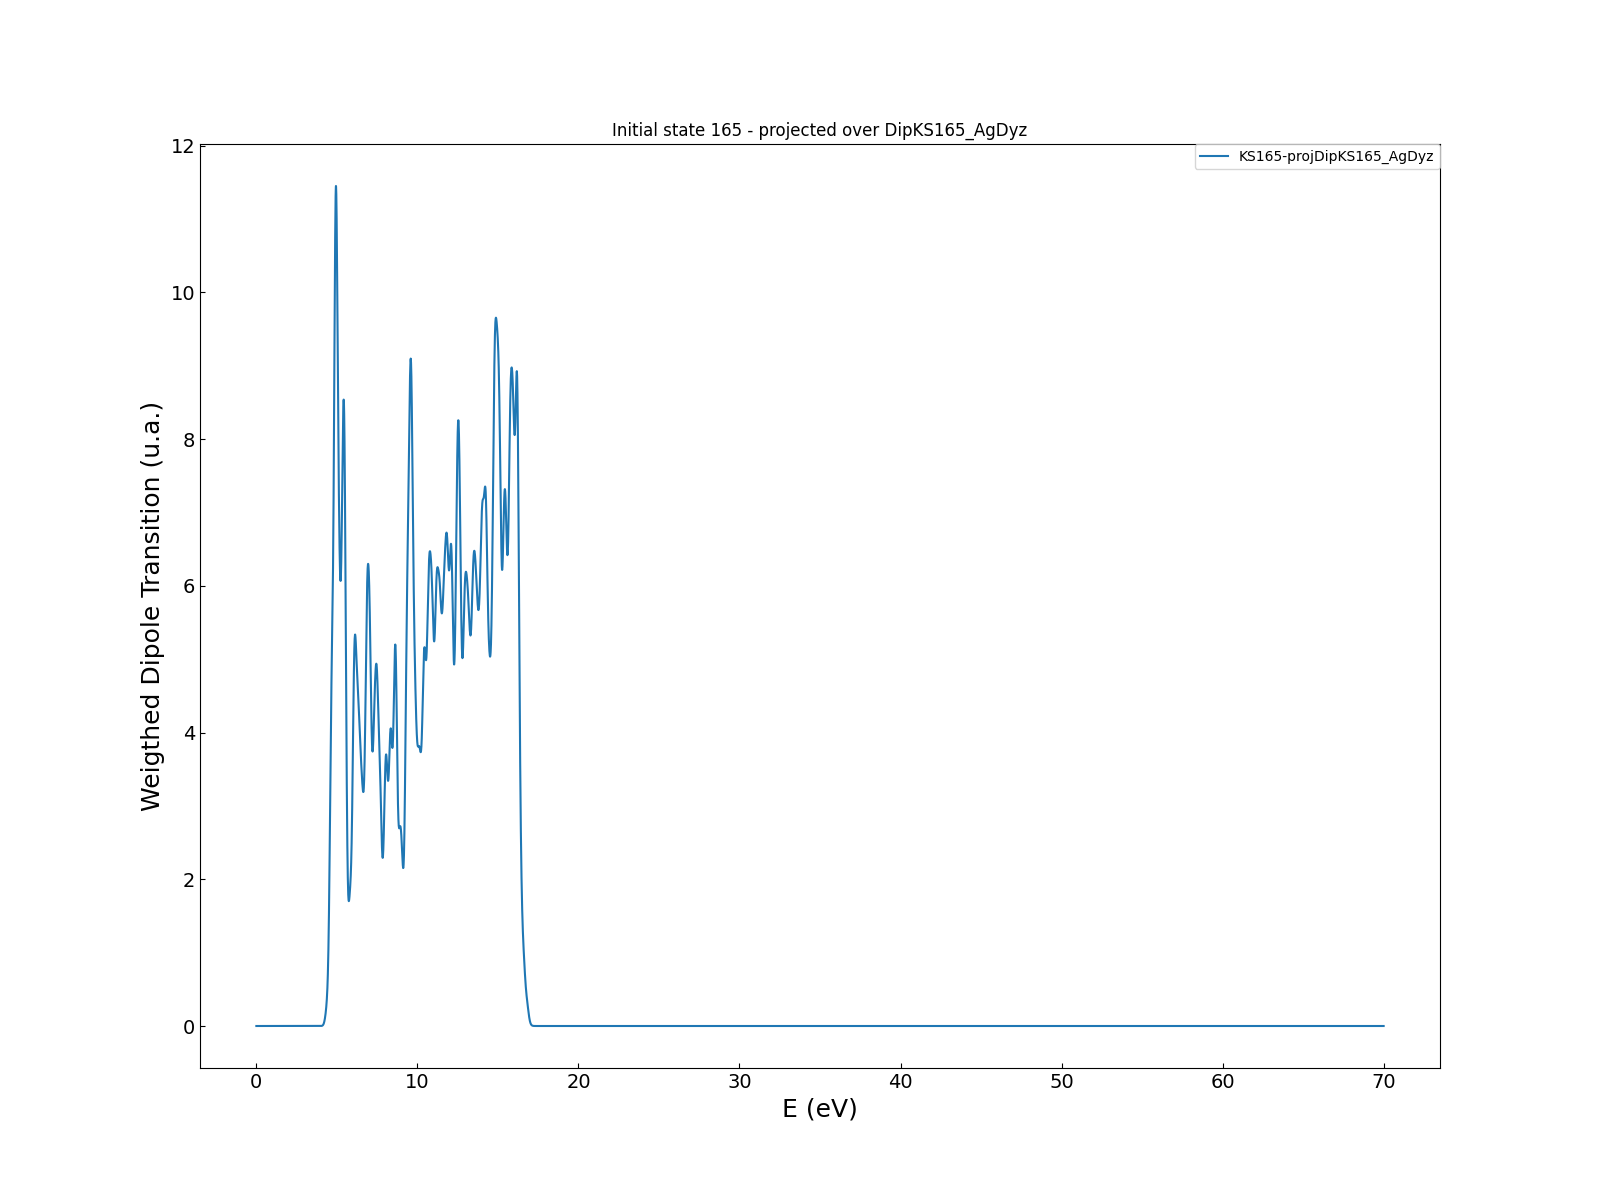 Initial state 165 - projected over DipKS165_AgDyz
KS165-projDipKS165_AgDyz
Weigthed Dipole Transition (u.a.)
12
10
8
6
4
2
0
0 10 20 30 40 50 60 70
E (eV)